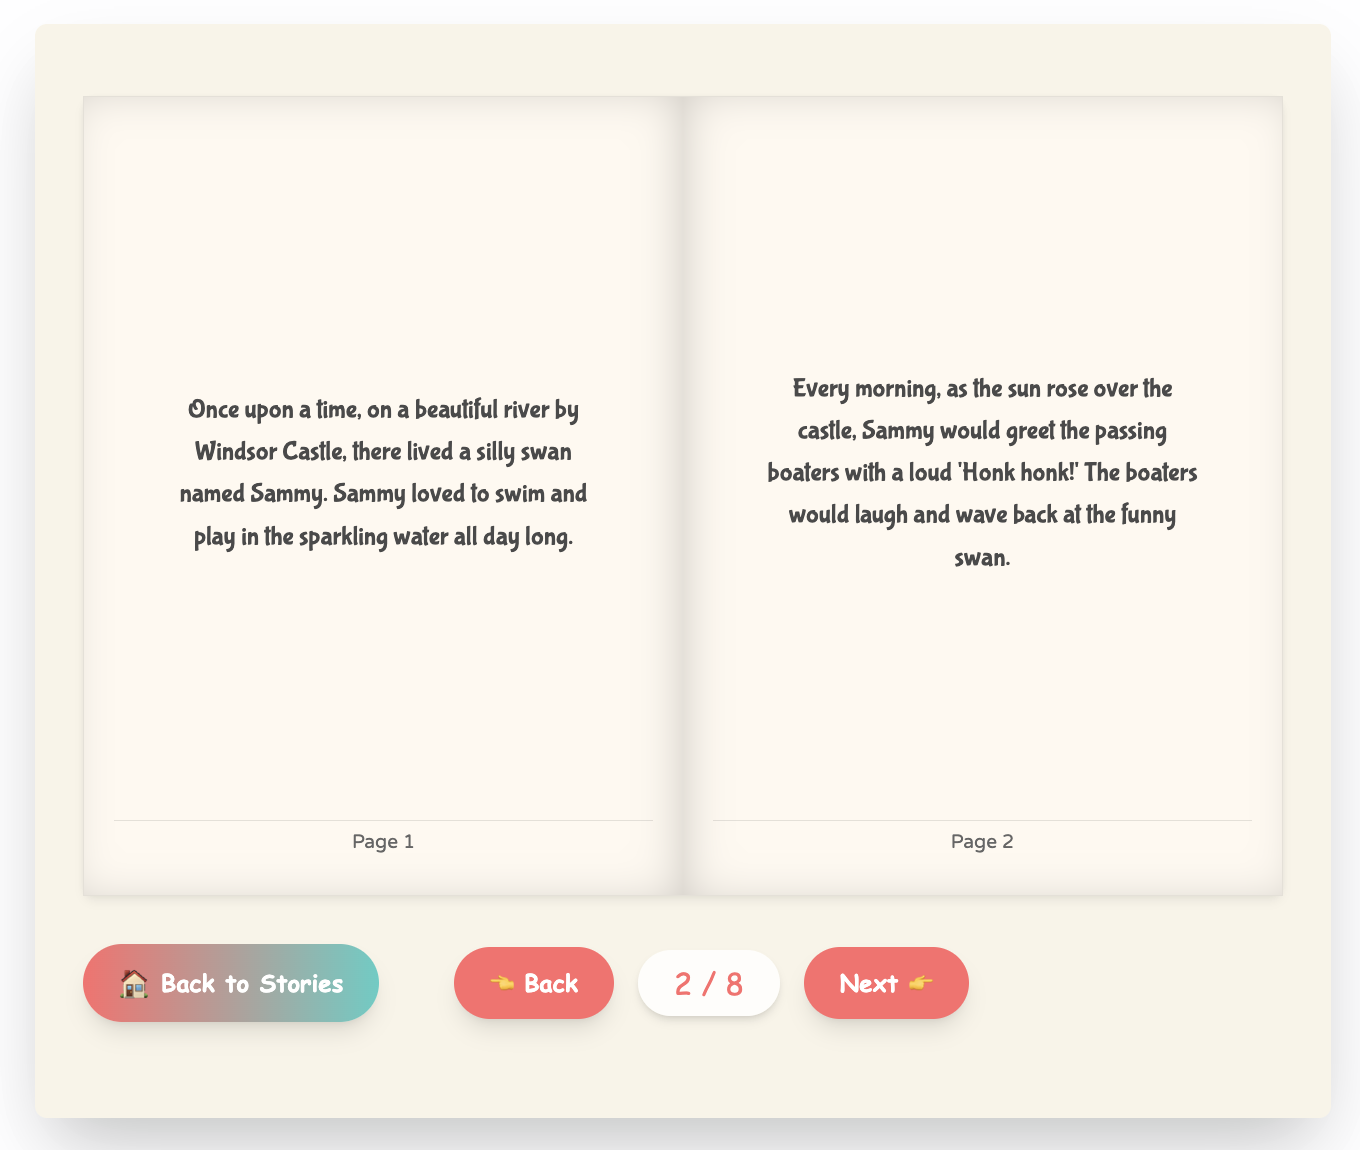 Once upon a time, on a beautiful river by
Windsor Castle, there lived a silly swan
named Sammy. Sammy loved to swim and
play in the sparkling water all day long.
Page 1
Every morning, as the sun rose over the
castle, Sammy would greet the passing
boaters with a loud 'Honk honk!' The boaters
would laugh and wave back at the funny
swan.
Page 2
🏠 Back to Stories
👈 Back
2 / 8
Next 👉